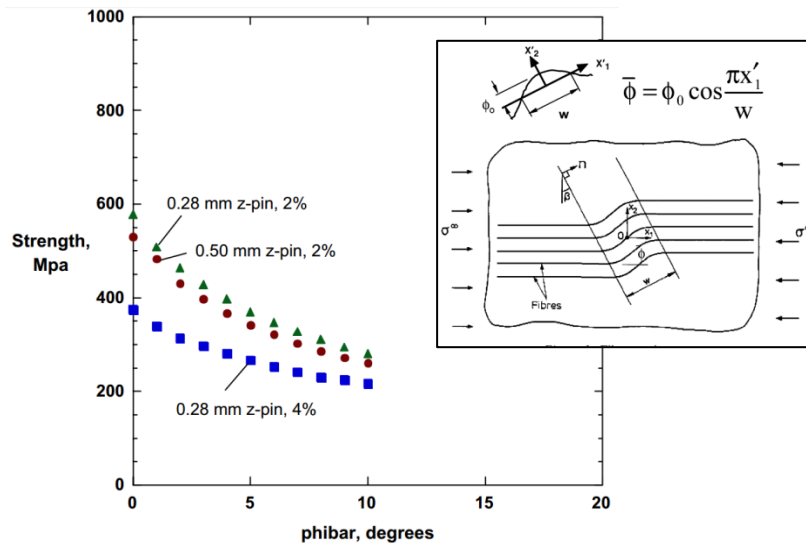 1000
800
600
400
200
0
Strength,
Mpa
0.28 mm z-pin, 2%
0.50 mm z-pin, 2%
0.28 mm z-pin, 4%
0
5
10
15
20
phibar, degrees
x'₂
x'₁
ϕₒ
w
ϕ̅ = ϕ₀ cos πx'₁ / w
n
β
x₂
σ^∞
0
x₁
σ
ϕ
w
Fibres